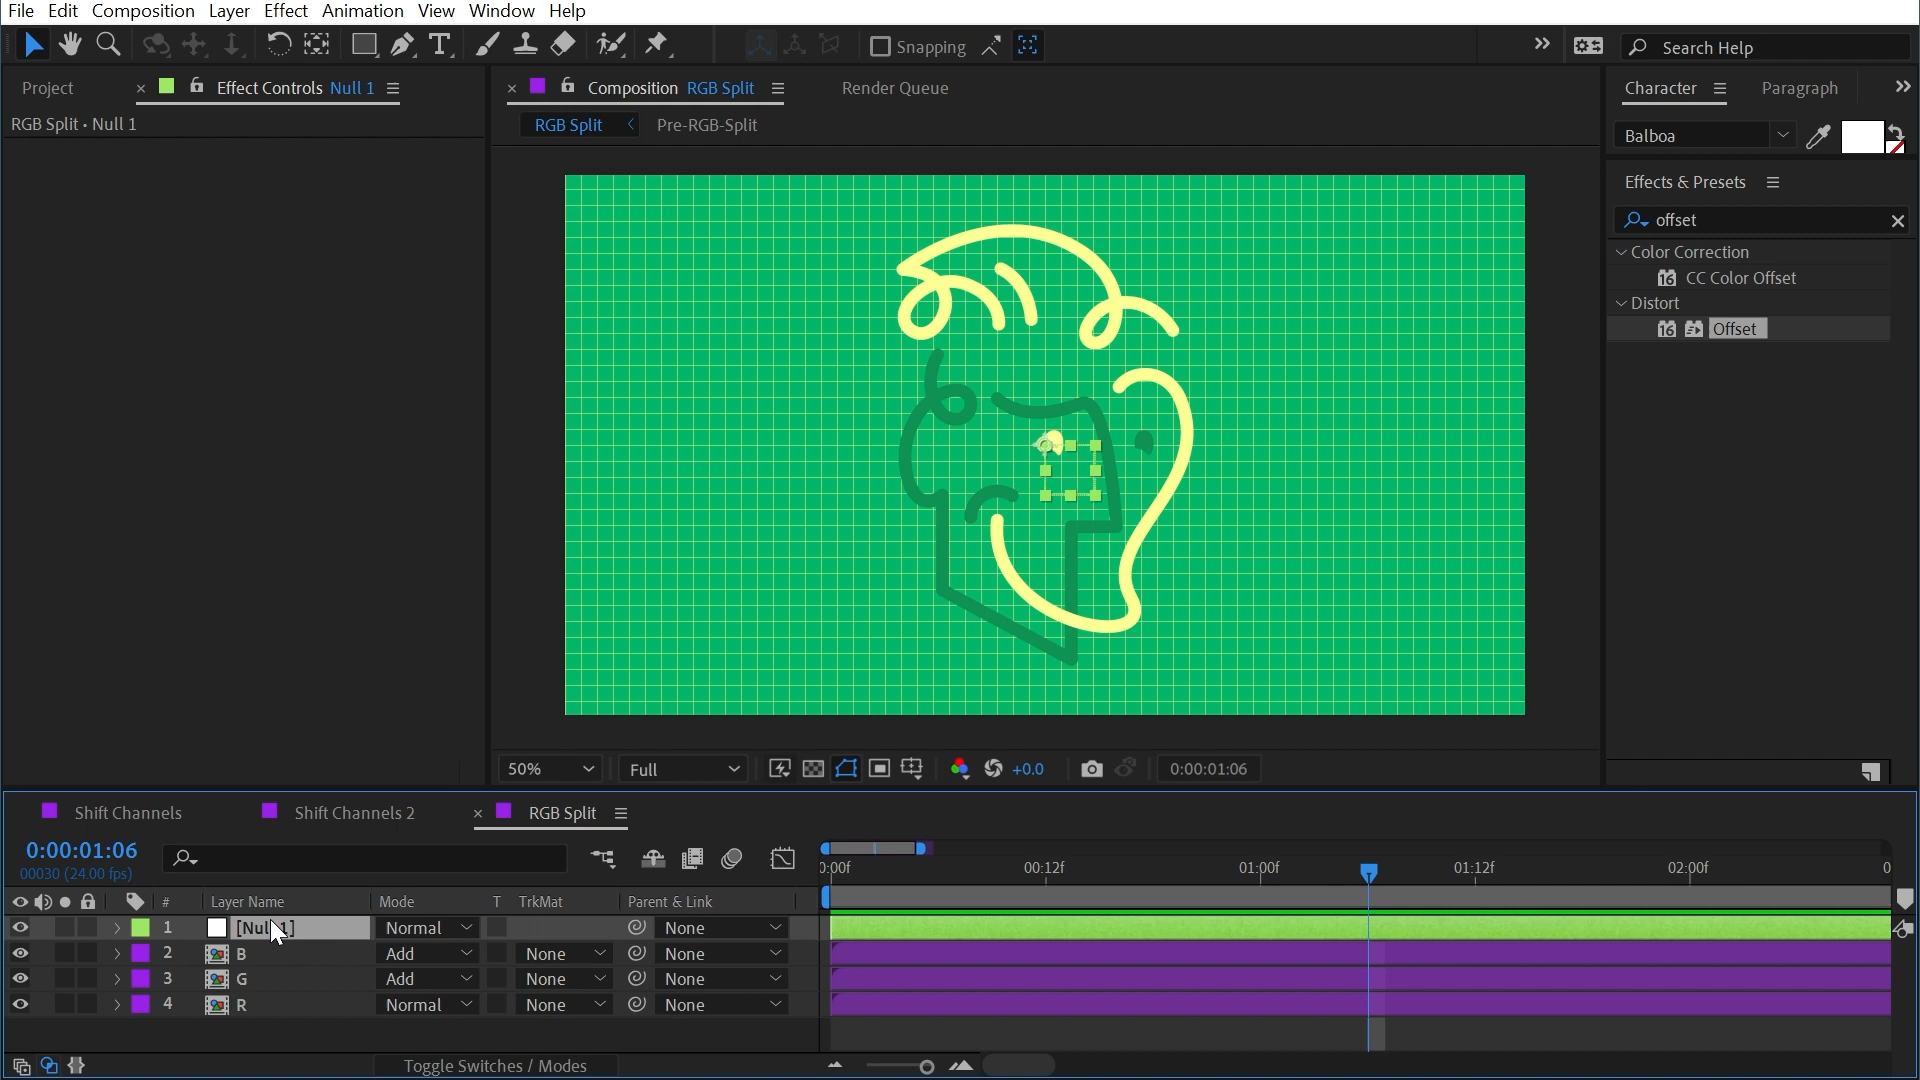 File Edit Composition Layer Effect Animation View Window Help
Snapping
Search Help
Project
Effect Controls Null 1
Composition RGB Split
Render Queue
Character
Paragraph
RGB Split • Null 1
RGB Split
Pre-RGB-Split
Balboa
Effects & Presets
offset
Color Correction
16 CC Color Offset
Distort
16 Offset
50%
Full
+0.0
0:00:01:06
Shift Channels
Shift Channels 2
RGB Split
0:00:01:06
00030 (24.00 fps)
0:00f 00:12f 01:00f 01:12f 02:00f 0
# Layer Name Mode T TrkMat Parent & Link
1 Normal None
2 B Add None None
3 G Add None None
4 R Normal None None
Toggle Switches / Modes